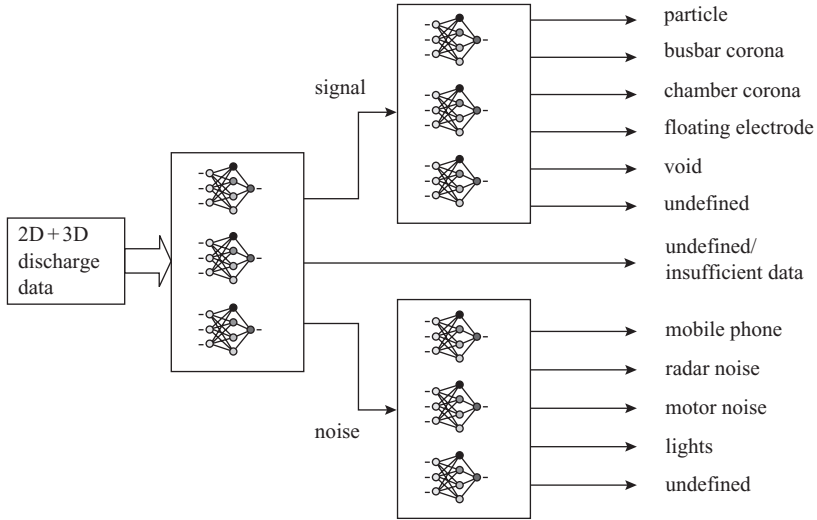 2D + 3D
discharge
data
signal
noise
particle
busbar corona
chamber corona
floating electrode
void
undefined
undefined/
insufficient data
mobile phone
radar noise
motor noise
lights
undefined